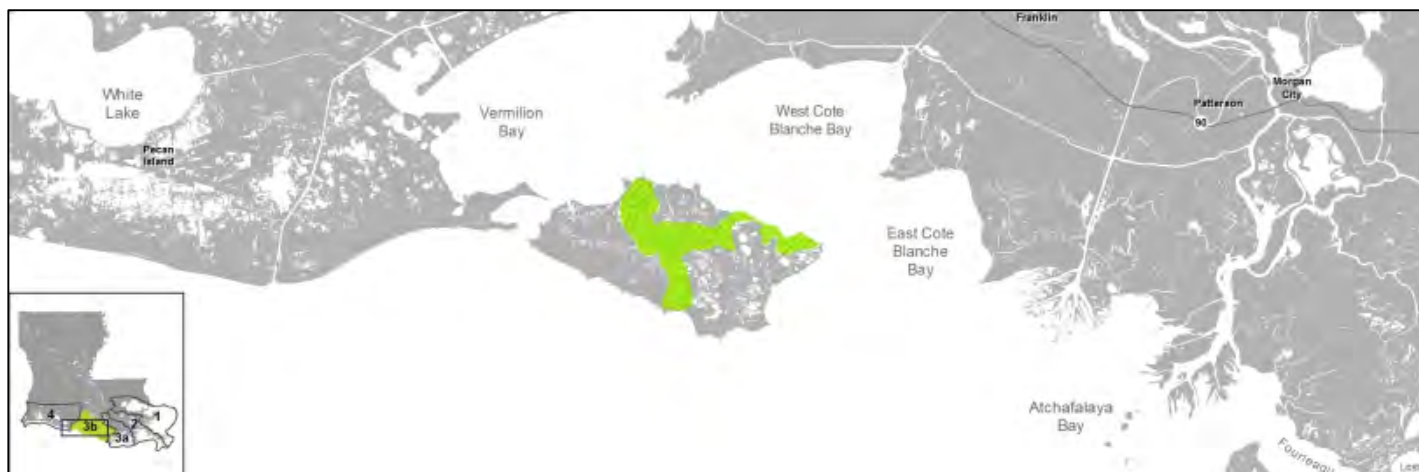 Franklin
White
Lake
Vermilion
Bay
West Cote
Blanche Bay
Morgan
City
Patterson
90
Pecan
Island
East Cote
Blanche
Bay
4
1
2
3b
3a
Atchafalaya
Bay